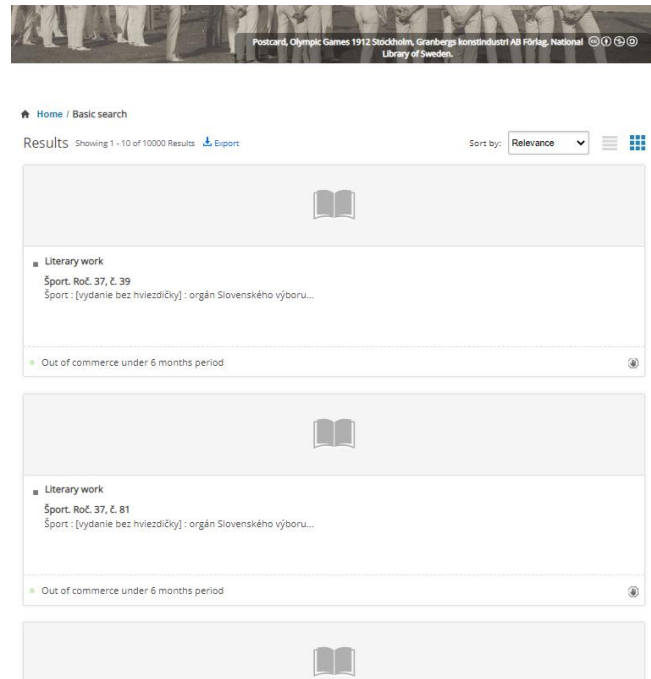 Postcard, Olympic Games 1912 Stockholm, Granbergs konstindustri AB Förlag. National
Library of Sweden.
Home / Basic search
Results Showing 1 - 10 of 10000 Results Export
Sort by: Relevance
Literary work
Šport. Roč. 37, č. 39
Šport : [vydanie bez hviezdičky] : orgán Slovenského výboru...
Out of commerce under 6 months period
Literary work
Šport. Roč. 37, č. 81
Šport : [vydanie bez hviezdičky] : orgán Slovenského výboru...
Out of commerce under 6 months period